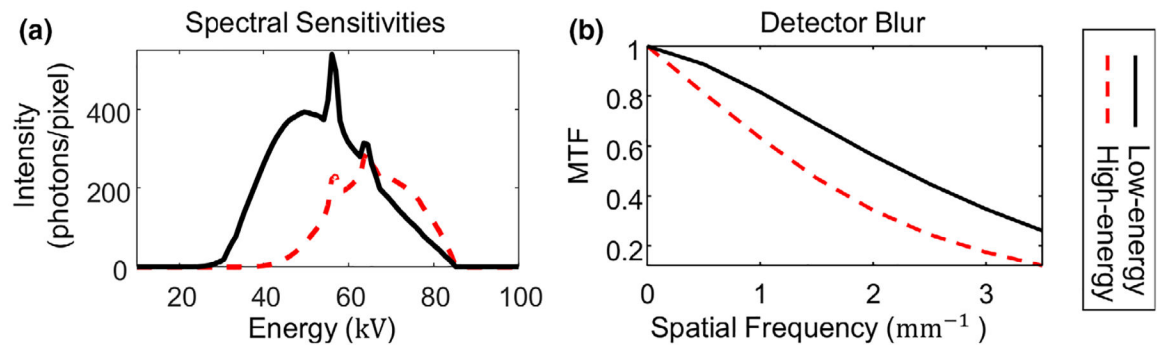 (a)
Spectral Sensitivities
Intensity
(photons/pixel)
400
200
0
20
40
60
80
100
Energy (kV)
(b)
Detector Blur
MTF
1
0.8
0.6
0.4
0.2
0
1
2
3
Spatial Frequency (mm⁻¹)
Low-energy
High-energy